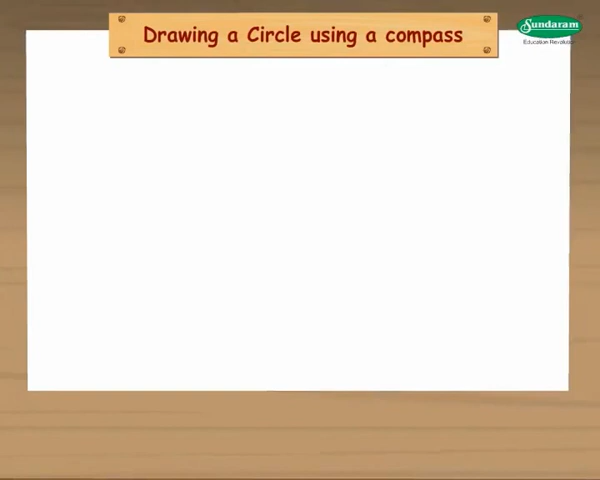 Drawing a Circle using a compass
Sundaram
Education Revolution